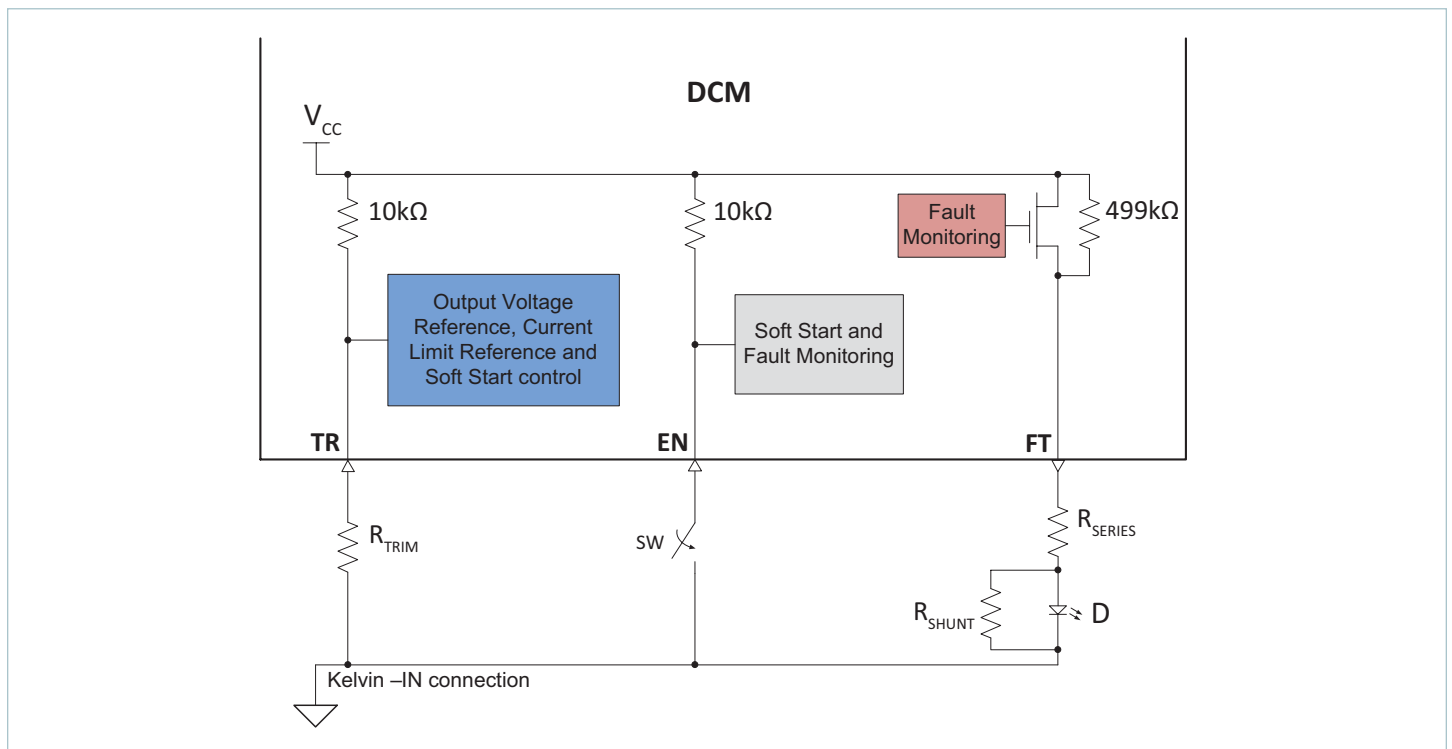 DCM
VCC
10kΩ
10kΩ
Fault
Monitoring
499kΩ
Output Voltage
Reference, Current
Limit Reference and
Soft Start control
Soft Start and
Fault Monitoring
TR
EN
FT
RTRIM
SW
RSERIES
RSHUNT
D
Kelvin –IN connection